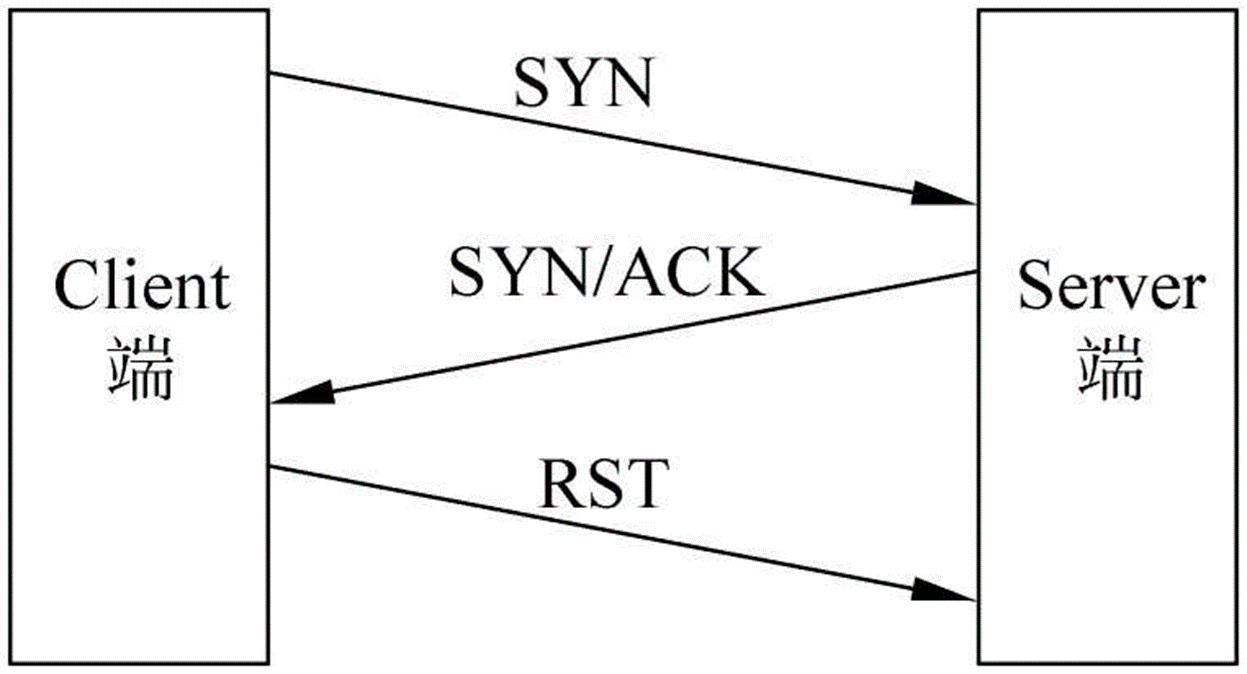 SYN
SYN/ACK
Client
端
Server
端
RST